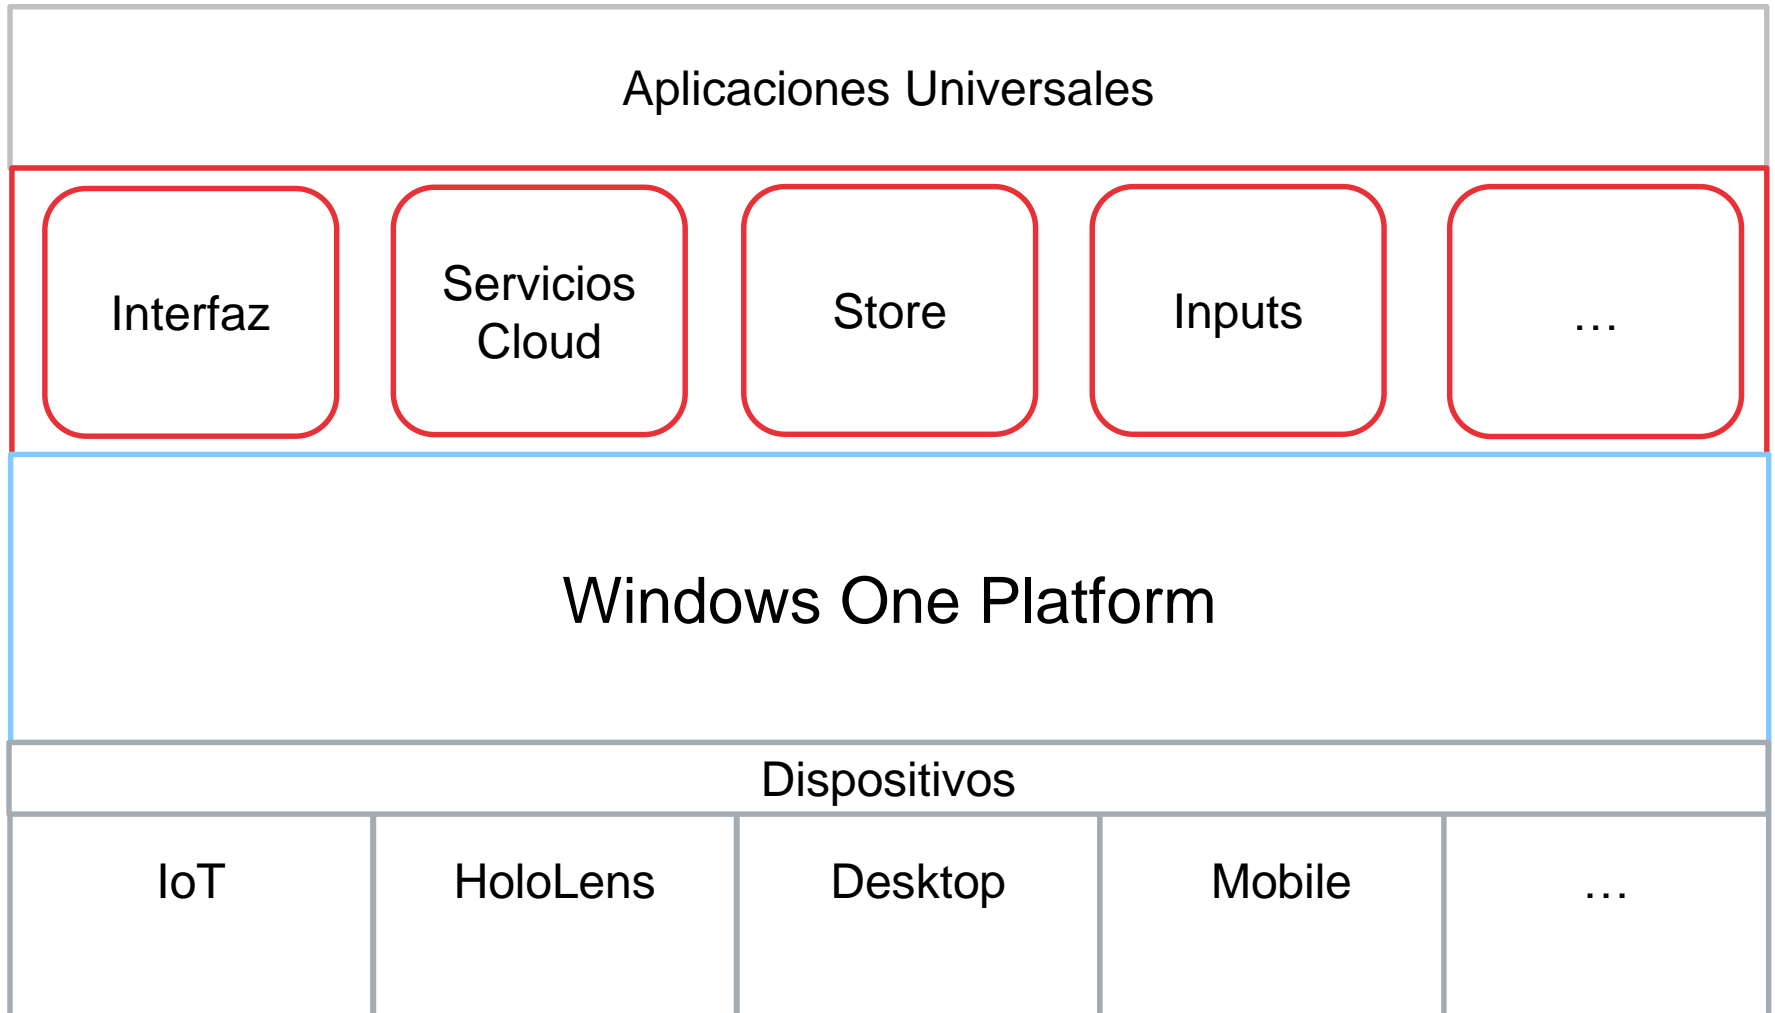 Aplicaciones Universales
Interfaz
Servicios
Cloud
Store
Inputs
…
Windows One Platform
Dispositivos
IoT
HoloLens
Desktop
Mobile
…